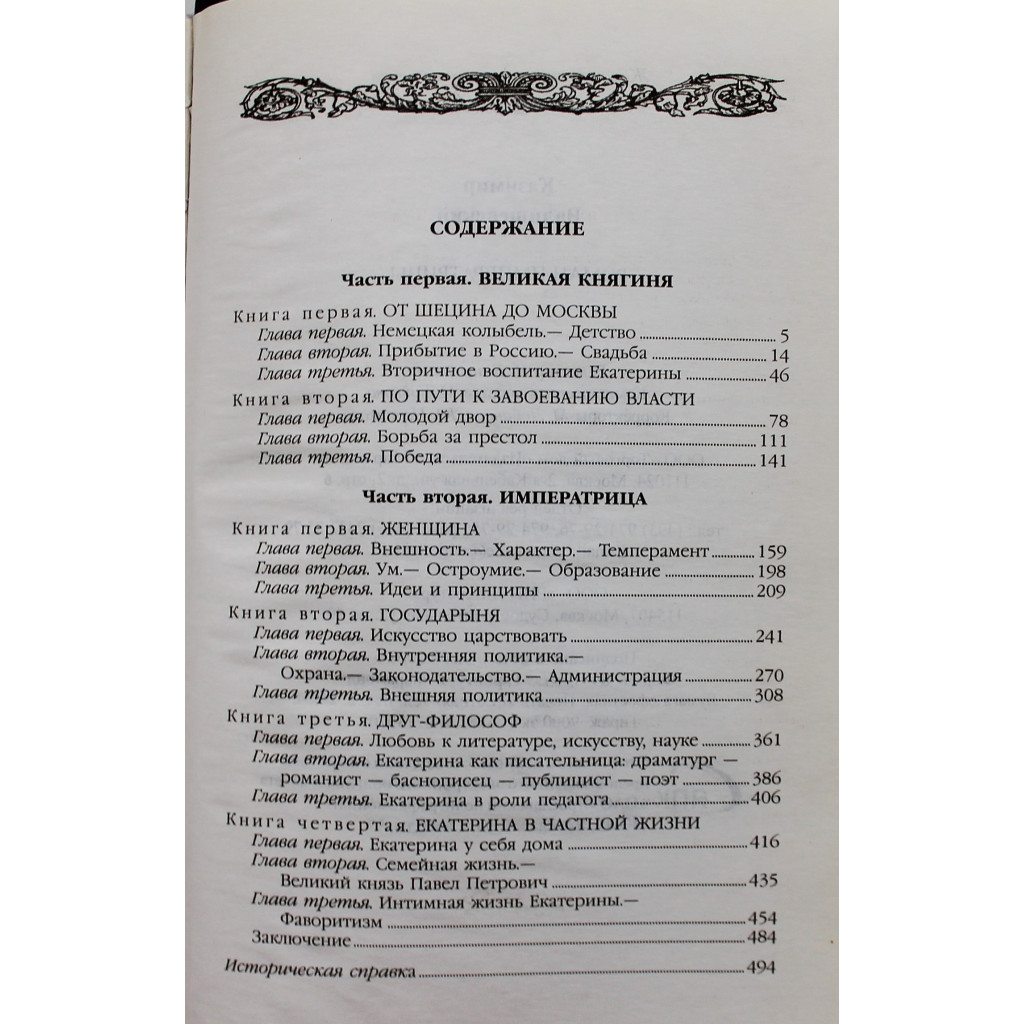 СОДЕРЖАНИЕ
Часть первая. ВЕЛИКАЯ КНЯГИНЯ
Книга первая. ОТ ШЕЦИНА ДО МОСКВЫ
Глава первая. Немецкая колыбель.— Детство 5
Глава вторая. Прибытие в Россию.— Свадьба 14
Глава третья. Вторичное воспитание Екатерины 46
Книга вторая. ПО ПУТИ К ЗАВОЕВАНИЮ ВЛАСТИ
Глава первая. Молодой двор 78
Глава вторая. Борьба за престол 111
Глава третья. Победа 141
Часть вторая. ИМПЕРАТРИЦА
Книга первая. ЖЕНЩИНА
Глава первая. Внешность.— Характер.— Темперамент 159
Глава вторая. Ум.— Остроумие.— Образование 198
Глава третья. Идеи и принципы 209
Книга вторая. ГОСУДАРЫНЯ
Глава первая. Искусство царствовать 241
Глава вторая. Внутренняя политика.—
Охрана.— Законодательство.— Администрация 270
Глава третья. Внешняя политика 308
Книга третья. ДРУГ-ФИЛОСОФ
Глава первая. Любовь к литературе, искусству, науке 361
Глава вторая. Екатерина как писательница: драматург —
романист — баснописец — публицист — поэт 386
Глава третья. Екатерина в роли педагога 406
Книга четвертая. ЕКАТЕРИНА В ЧАСТНОЙ ЖИЗНИ
Глава первая. Екатерина у себя дома 416
Глава вторая. Семейная жизнь.—
Великий князь Павел Петрович 435
Глава третья. Интимная жизнь Екатерины.—
Фаворитизм 454
Заключение 484
Историческая справка 494